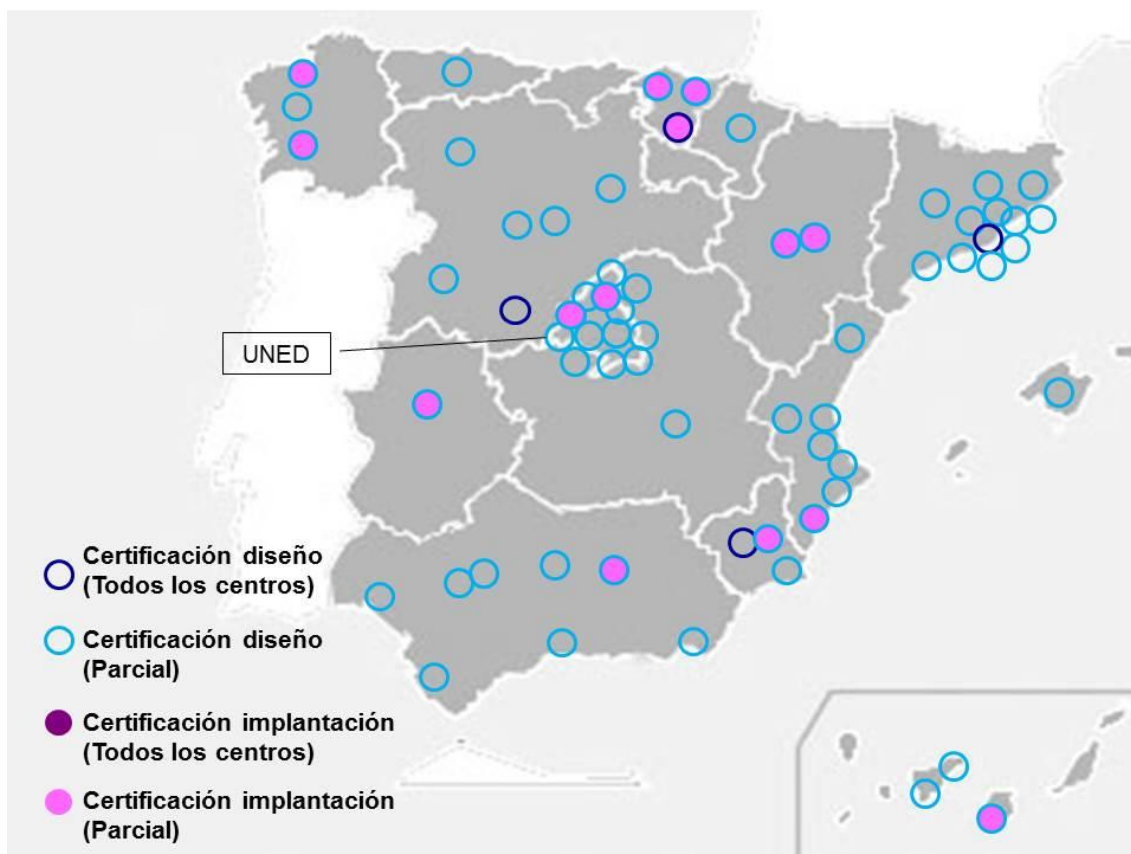 UNED
Certificación diseño
(Todos los centros)
Certificación diseño
(Parcial)
Certificación implantación
(Todos los centros)
Certificación implantación
(Parcial)